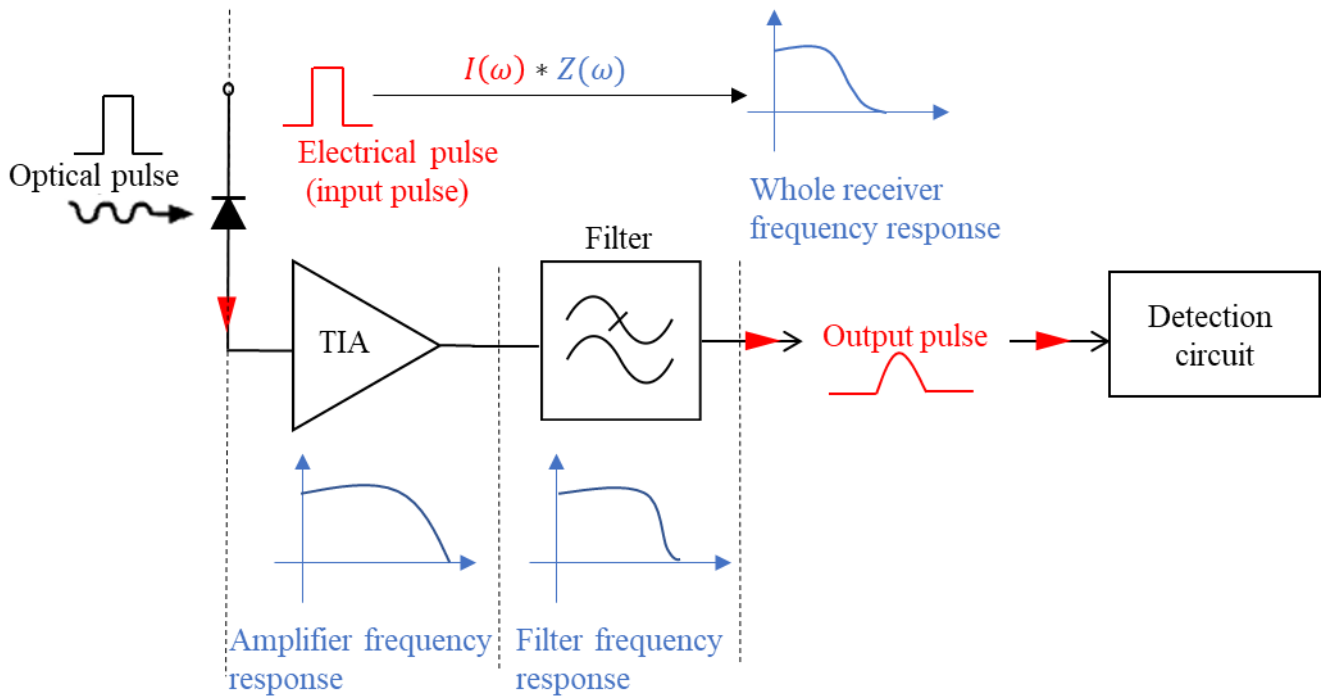 I(ω) * Z(ω)
Optical pulse
Electrical pulse
(input pulse)
Whole receiver
frequency response
Filter
TIA
Output pulse
Detection
circuit
Amplifier frequency
response
Filter frequency
response